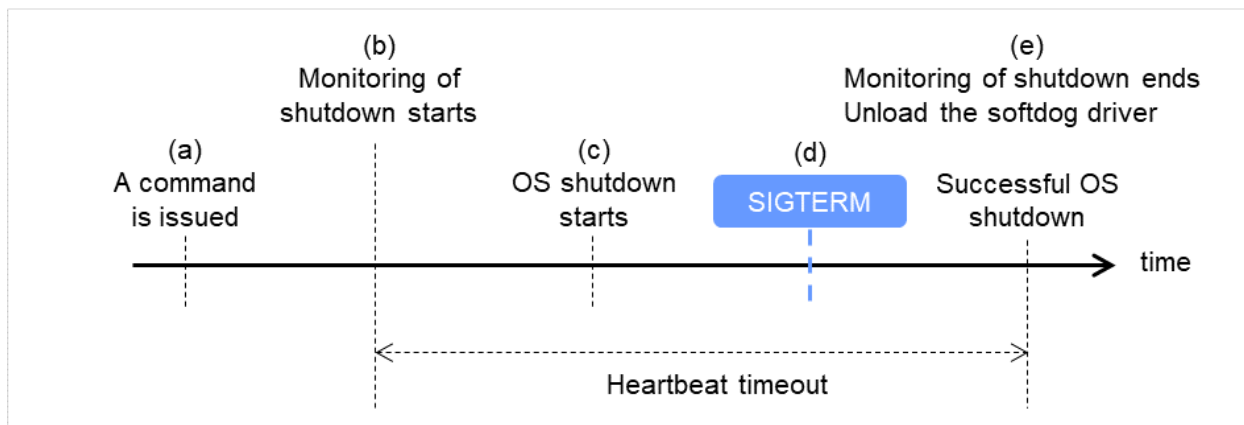 (a)
A command
is issued
(b)
Monitoring of
shutdown starts
(c)
OS shutdown
starts
(d)
SIGTERM
(e)
Monitoring of shutdown ends
Unload the softdog driver
Successful OS
shutdown
time
Heartbeat timeout